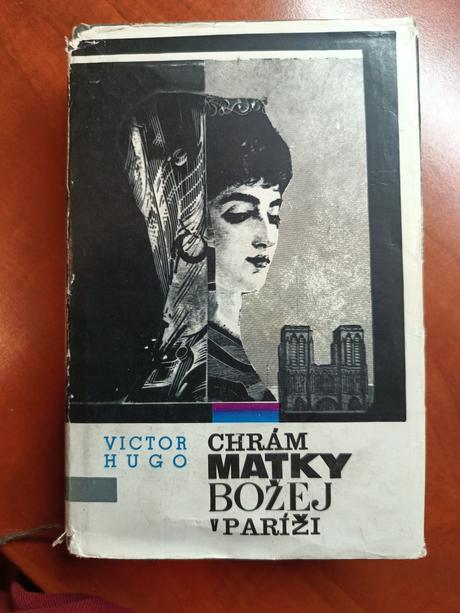 VICTOR
HUGO
CHRÁM
MATKY
BOŽEJ
V PARÍŽI